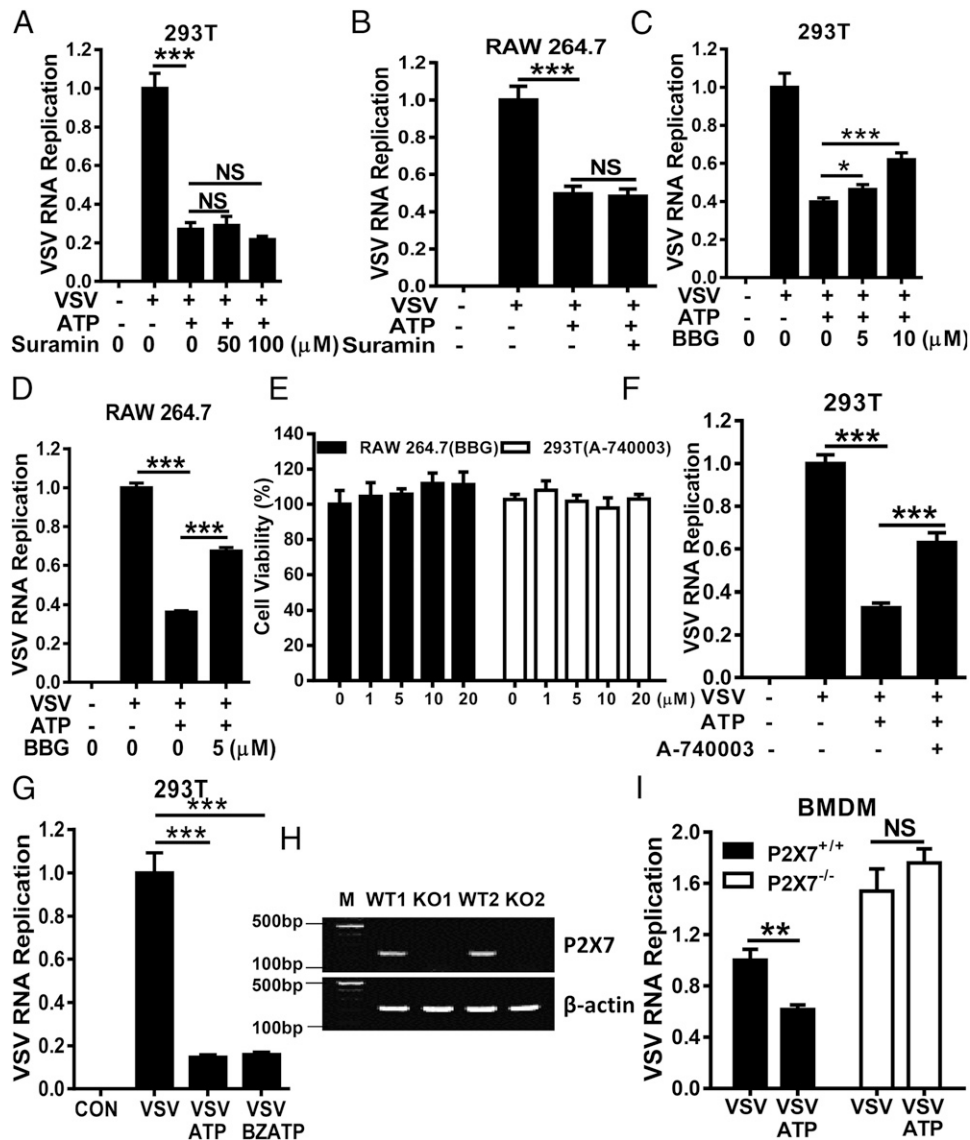 A
293T
***
NS
NS
VSV RNA Replication
1.2
1.0
0.8
0.6
0.4
0.2
0.0
VSV - + + + +
ATP - - + + +
Suramin 0 0 0 50 100 (μM)
B
RAW 264.7
***
NS
VSV RNA Replication
1.2
1.0
0.8
0.6
0.4
0.2
0.0
VSV - + + +
ATP - - + +
Suramin - - - +
C
293T
***
*
VSV RNA Replication
1.2
1.0
0.8
0.6
0.4
0.2
0.0
VSV - + + + +
ATP - - + + +
BBG 0 0 0 5 10 (μM)
D
RAW 264.7
***
***
VSV RNA Replication
1.2
1.0
0.8
0.6
0.4
0.2
0.0
VSV - + + +
ATP - - + +
BBG 0 0 0 5 (μM)
E
RAW 264.7(BBG) 293T(A-740003)
Cell Viability (%)
140
120
100
80
60
40
20
0
0 1 5 10 20 0 1 5 10 20 (μM)
F
293T
***
***
VSV RNA Replication
1.2
0.9
0.6
0.3
0.0
VSV - + + +
ATP - - + +
A-740003 - - - +
G
293T
***
***
VSV RNA Replication
1.2
1.0
0.8
0.6
0.4
0.2
0.0
CON VSV VSV VSV
ATP BZATP
H
M WT1 KO1 WT2 KO2
500bp
P2X7
100bp
500bp
β-actin
100bp
I
BMDM
P2X7+/+
P2X7-/-
NS
**
VSV RNA Replication
2.0
1.6
1.2
0.8
0.4
0.0
VSV VSV VSV VSV
ATP ATP